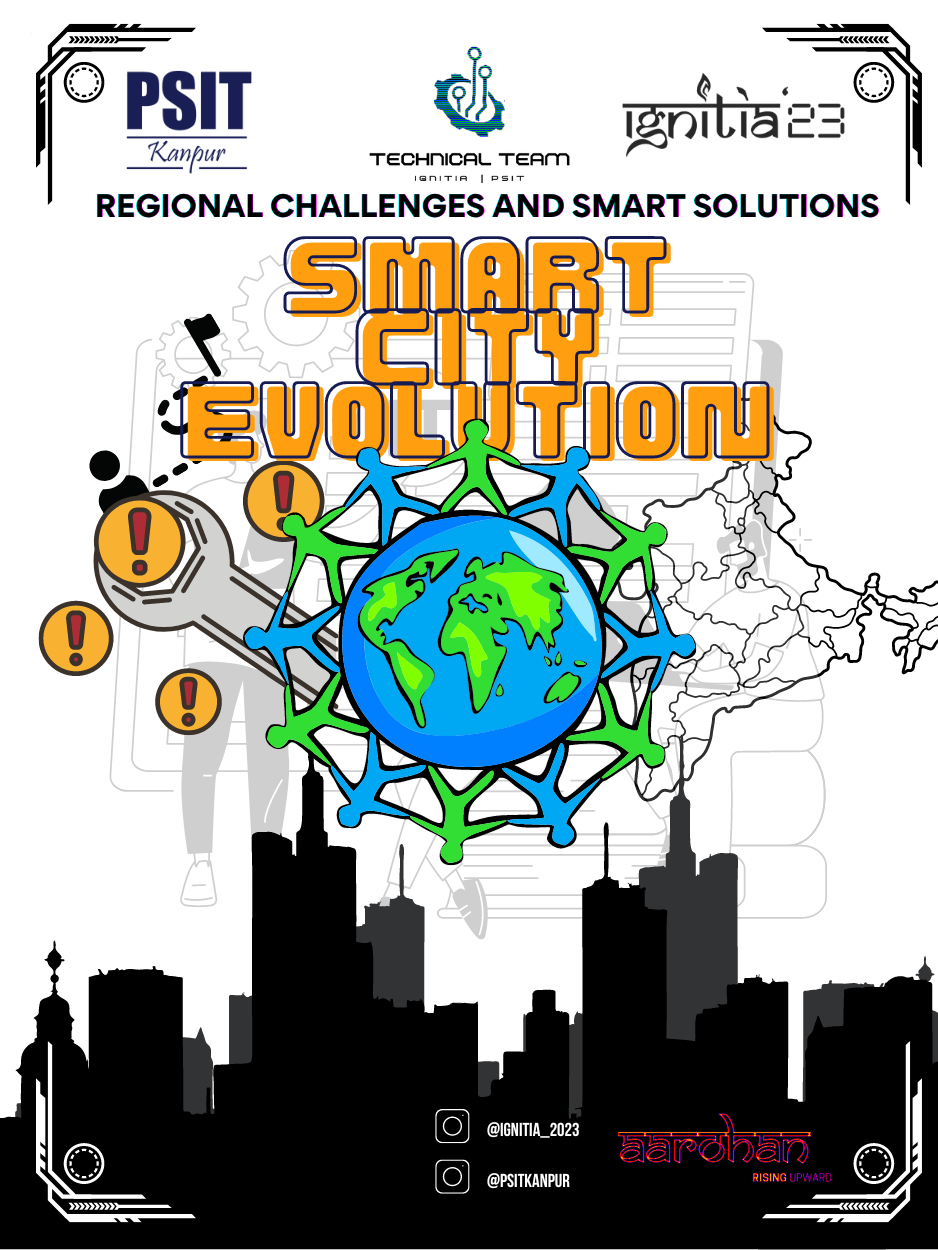 PSIT
Kanpur
TECHNICAL TEAM
IGNITIA | PSIT
ignitia'23
REGIONAL CHALLENGES AND SMART SOLUTIONS
SMART
CITY
EVOLUTION
@IGNITIA_2023
@PSITKANPUR
aarohan
RISING UPWARD